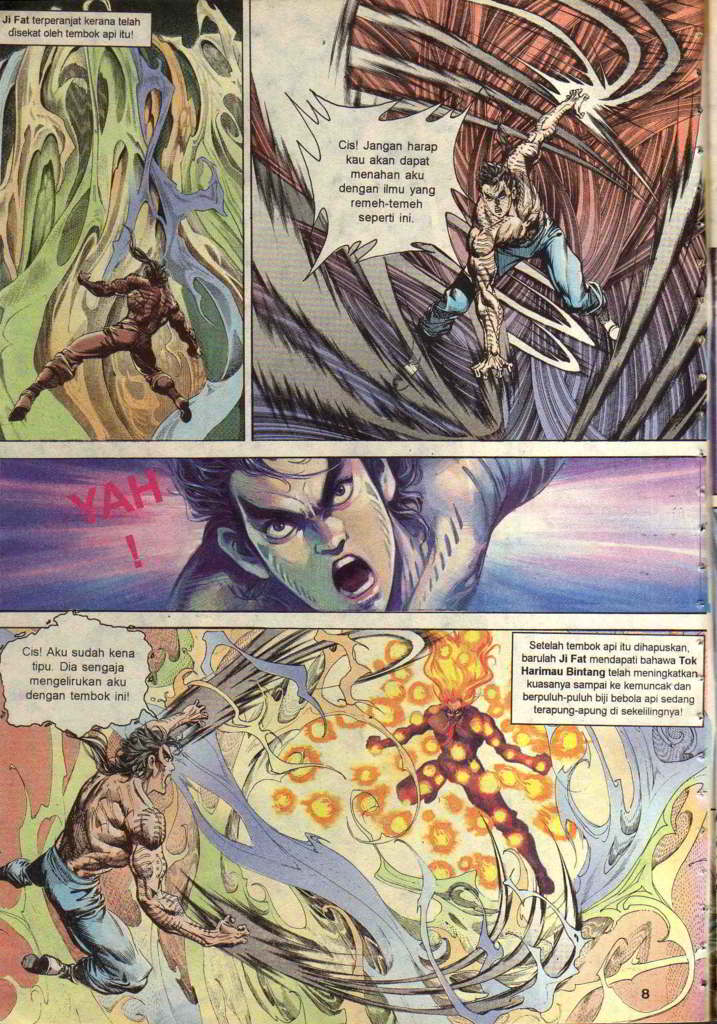 Ji Fat terperanjat kerana telah
disekat oleh tembok api itu!
Cis! Jangan harap
kau akan dapat
menahan aku
dengan ilmu yang
remeh-temeh
seperti ini.
YAH
!
Cis! Aku sudah kena
tipu. Dia sengaja
mengelirukan aku
dengan tembok ini!
Setelah tembok api itu dihapuskan,
barulah Ji Fat mendapati bahawa Tok
Harimau Bintang telah meningkatkan
kuasanya sampai ke kemuncak dan
berpuluh-puluh biji bebola api sedang
terapung-apung di sekelilingnya!
8